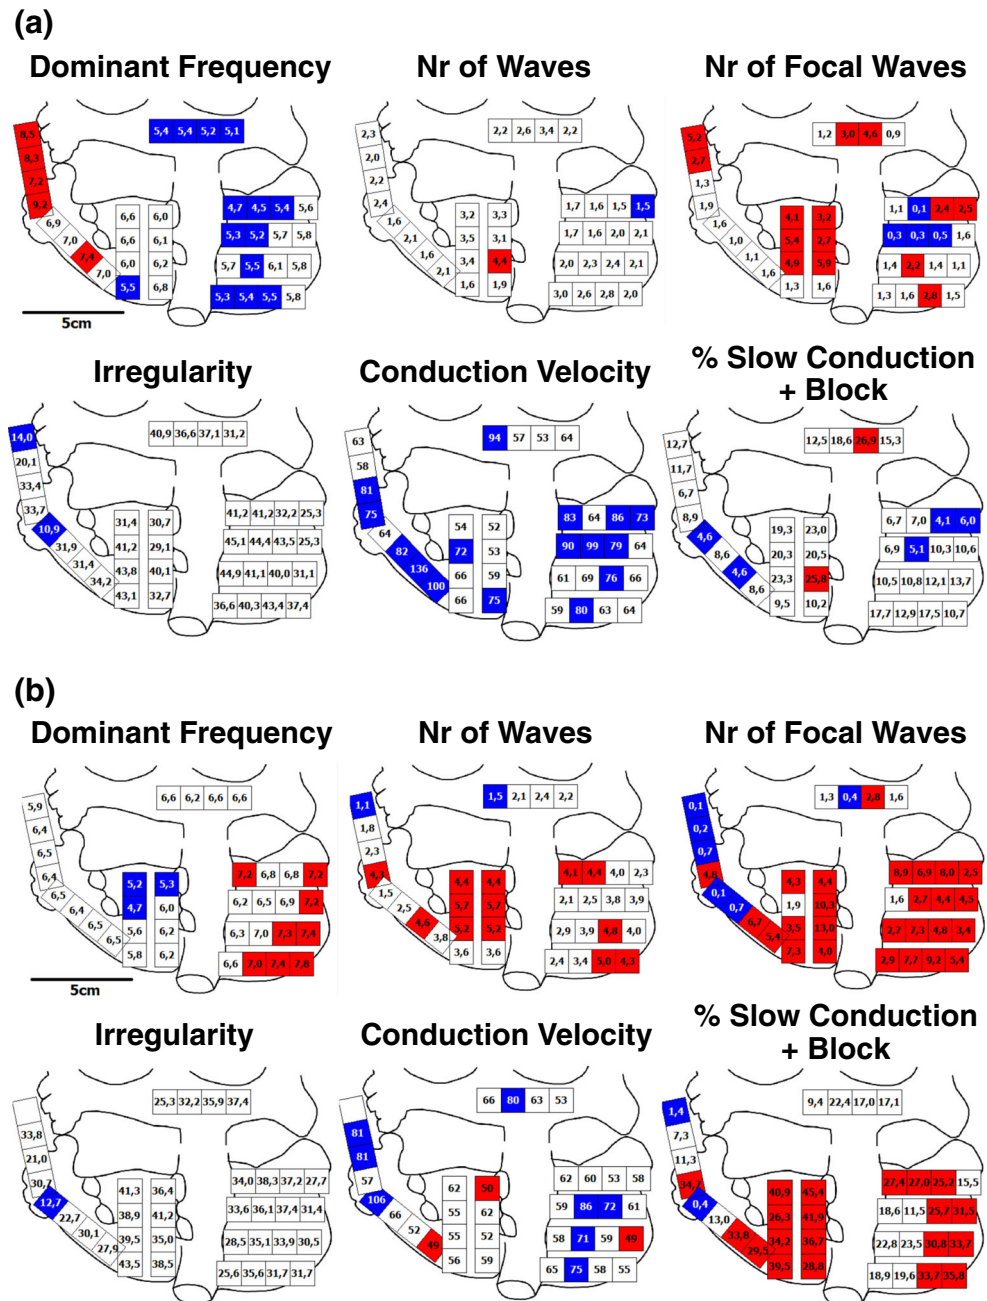 (a)
Dominant Frequency
Nr of Waves
Nr of Focal Waves
8,5
8,3
7,2
9,2
6,9
7,0
7,4
7,0
5,4 5,4 5,2 5,1
6,6 6,0
6,6 6,1
6,0 6,2
5,5 6,8
4,7 4,5 5,4 5,6
5,3 5,2 5,7 5,8
5,7 5,5 6,1 5,8
5,3 5,4 5,5 5,8
5cm
2,3
2,0
2,2
2,4
1,6
2,1
1,6
2,1
2,2 2,6 3,4 2,2
3,2 3,3
3,5 3,1
3,4 4,4
1,6 1,9
1,7 1,6 1,5 1,5
1,7 1,6 2,0 2,1
2,0 2,3 2,4 2,1
3,0 2,6 2,8 2,0
5,2
2,7
1,3
1,9
1,6
1,0
1,1
1,6
1,2 3,0 4,6 0,9
4,1 3,2
5,4 2,7
4,9 5,9
1,3 1,6
1,1 0,1 2,4 2,5
0,3 0,3 0,5 1,6
1,4 2,2 1,4 1,1
1,3 1,6 2,8 1,5
Irregularity
Conduction Velocity
% Slow Conduction
+ Block
14,0
20,1
33,4
33,7
10,9
31,9
31,4
34,2
40,9 36,6 37,1 31,2
31,4 30,7
41,2 29,1
43,8 40,1
43,1 32,7
41,2 41,2 32,2 25,3
45,1 44,4 43,5 25,3
44,9 41,1 40,0 31,1
36,6 40,3 43,4 37,4
63
58
81
75
64
82
136
100
94 57 53 64
54 52
72 53
66 59
66 75
83 64 86 73
90 99 79 64
61 69 76 66
59 80 63 64
12,7
11,7
6,7
8,9
4,6
8,6
4,6
8,6
12,5 18,6 26,9 15,3
19,3 23,0
20,3 20,5
23,3 25,8
9,5 10,2
6,7 7,0 4,1 6,0
6,9 5,1 10,3 10,6
10,5 10,8 12,1 13,7
17,7 12,9 17,5 10,7
(b)
Dominant Frequency
Nr of Waves
Nr of Focal Waves
5,9
6,4
6,5
6,4
6,5
6,4
6,5
6,5
6,6 6,2 6,6 6,6
5,2 5,3
4,7 6,0
5,6 6,2
5,8 6,2
7,2 6,8 6,8 7,2
6,2 6,5 6,9 7,2
6,3 7,0 7,3 7,4
6,6 7,0 7,4 7,8
5cm
1,1
1,8
2,3
4,3
1,5
2,5
4,6
3,8
1,5 2,1 2,4 2,2
4,4 4,4
5,7 5,7
5,2 5,2
3,6 3,6
4,1 4,4 4,0 2,3
2,1 2,5 3,8 3,9
2,9 3,9 4,8 4,0
2,4 3,4 5,0 4,3
0,1
0,2
0,7
4,8
0,1
0,7
6,7
5,4
1,3 0,4 2,8 1,6
4,3 4,4
1,9 10,3
3,5 13,0
7,3 4,0
8,9 6,9 8,0 2,5
1,6 2,7 4,4 4,5
2,7 7,3 4,8 3,4
2,9 7,7 9,2 5,4
Irregularity
Conduction Velocity
% Slow Conduction
+ Block
33,8
21,0
30,7
12,7
22,7
30,1
27,9
25,3 32,2 35,9 37,4
41,3 36,4
38,9 41,2
39,5 35,0
43,5 38,5
34,0 38,3 37,2 27,7
33,6 36,1 37,4 31,4
28,5 35,1 33,9 30,5
25,6 35,6 31,7 31,7
81
81
57
106
66
52
49
66 80 63 53
62 50
55 62
55 52
56 59
62 60 53 58
59 86 72 61
58 71 59 49
65 75 58 55
1,4
7,3
11,3
34,7
0,4
13,0
33,8
29,5
9,4 22,4 17,0 17,1
40,9 45,4
26,3 41,9
34,2 36,7
39,5 28,8
27,4 27,0 25,2 15,5
18,6 11,5 25,7 31,5
22,8 23,5 30,8 33,7
18,9 19,6 33,7 35,8